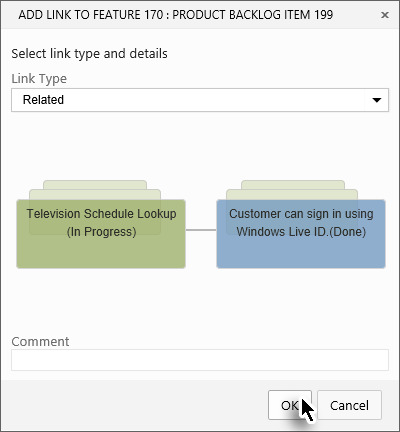 ADD LINK TO FEATURE 170 : PRODUCT BACKLOG ITEM 199
Select link type and details
Link Type
Related
Television Schedule Lookup
(In Progress)
Customer can sign in using
Windows Live ID.(Done)
Comment
OK
Cancel